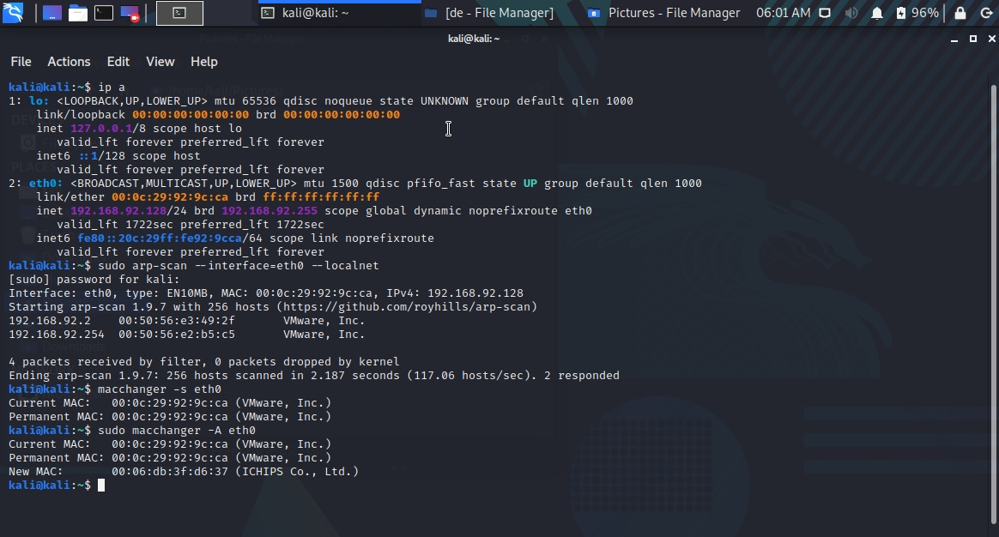 kali@kali: ~
[de - File Manager]
Pictures - File Manager
06:01 AM
96%
kali@kali: ~
File Actions Edit View Help
kali@kali:~$ ip a
1: lo: <LOOPBACK,UP,LOWER_UP> mtu 65536 qdisc noqueue state UNKNOWN group default qlen 1000
    link/loopback 00:00:00:00:00:00 brd 00:00:00:00:00:00
    inet 127.0.0.1/8 scope host lo
       valid_lft forever preferred_lft forever
    inet6 ::1/128 scope host
       valid_lft forever preferred_lft forever
2: eth0: <BROADCAST,MULTICAST,UP,LOWER_UP> mtu 1500 qdisc pfifo_fast state UP group default qlen 1000
    link/ether 00:0c:29:92:9c:ca brd ff:ff:ff:ff:ff:ff
    inet 192.168.92.128/24 brd 192.168.92.255 scope global dynamic noprefixroute eth0
       valid_lft 1722sec preferred_lft 1722sec
    inet6 fe80::20c:29ff:fe92:9cca/64 scope link noprefixroute
       valid_lft forever preferred_lft forever
kali@kali:~$ sudo arp-scan --interface=eth0 --localnet
[sudo] password for kali:
Interface: eth0, type: EN10MB, MAC: 00:0c:29:92:9c:ca, IPv4: 192.168.92.128
Starting arp-scan 1.9.7 with 256 hosts (https://github.com/royhills/arp-scan)
192.168.92.2    00:50:56:e3:49:2f       VMware, Inc.
192.168.92.254  00:50:56:e2:b5:c5       VMware, Inc.

4 packets received by filter, 0 packets dropped by kernel
Ending arp-scan 1.9.7: 256 hosts scanned in 2.187 seconds (117.06 hosts/sec). 2 responded
kali@kali:~$ macchanger -s eth0
Current MAC:   00:0c:29:92:9c:ca (VMware, Inc.)
Permanent MAC: 00:0c:29:92:9c:ca (VMware, Inc.)
kali@kali:~$ sudo macchanger -A eth0
Current MAC:   00:0c:29:92:9c:ca (VMware, Inc.)
Permanent MAC: 00:0c:29:92:9c:ca (VMware, Inc.)
New MAC:       00:06:db:3f:d6:37 (ICHIPS Co., Ltd.)
kali@kali:~$